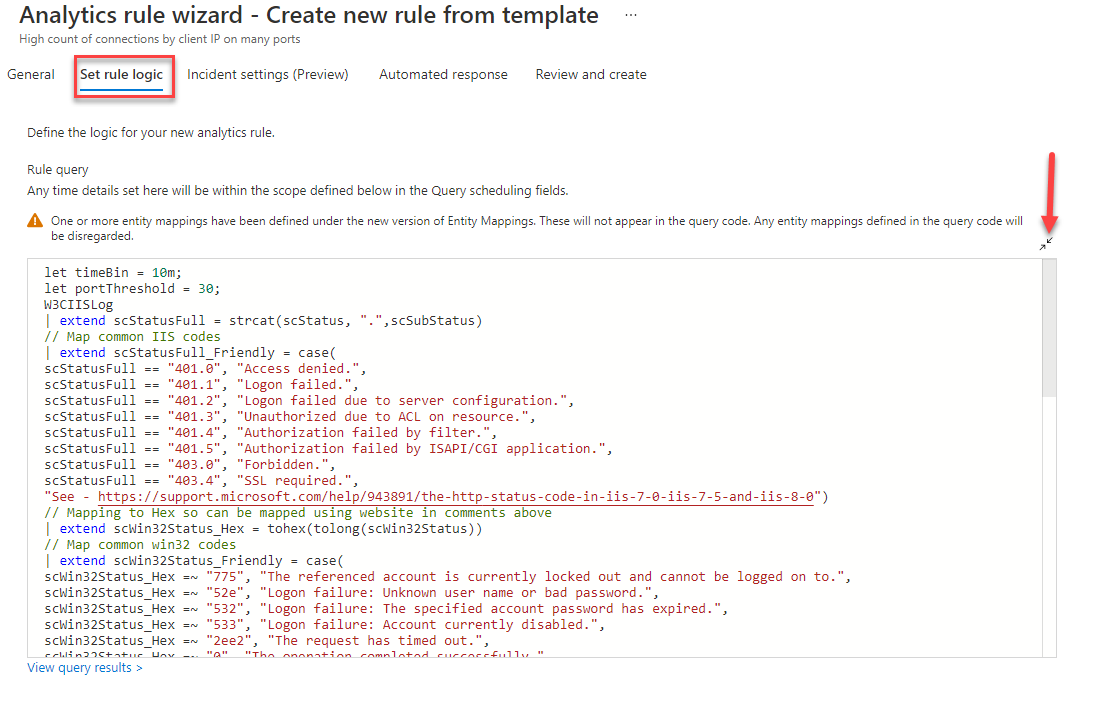 Analytics rule wizard - Create new rule from template ...
High count of connections by client IP on many ports
General Set rule logic Incident settings (Preview) Automated response Review and create
Define the logic for your new analytics rule.
Rule query
Any time details set here will be within the scope defined below in the Query scheduling fields.
One or more entity mappings have been defined under the new version of Entity Mappings. These will not appear in the query code. Any entity mappings defined in the query code will
be disregarded.
let timeBin = 10m;
let portThreshold = 30;
W3CIISLog
| extend scStatusFull = strcat(scStatus, ".",scSubStatus)
// Map common IIS codes
| extend scStatusFull_Friendly = case(
scStatusFull == "401.0", "Access denied.",
scStatusFull == "401.1", "Logon failed.",
scStatusFull == "401.2", "Logon failed due to server configuration.",
scStatusFull == "401.3", "Unauthorized due to ACL on resource.",
scStatusFull == "401.4", "Authorization failed by filter.",
scStatusFull == "401.5", "Authorization failed by ISAPI/CGI application.",
scStatusFull == "403.0", "Forbidden.",
scStatusFull == "403.4", "SSL required.",
"See - https://support.microsoft.com/help/943891/the-http-status-code-in-iis-7-0-iis-7-5-and-iis-8-0")
// Mapping to Hex so can be mapped using website in comments above
| extend scWin32Status_Hex = tohex(tolong(scWin32Status))
// Map common win32 codes
| extend scWin32Status_Friendly = case(
scWin32Status_Hex =~ "775", "The referenced account is currently locked out and cannot be logged on to.",
scWin32Status_Hex =~ "52e", "Logon failure: Unknown user name or bad password.",
scWin32Status_Hex =~ "532", "Logon failure: The specified account password has expired.",
scWin32Status_Hex =~ "533", "Logon failure: Account currently disabled.",
scWin32Status_Hex =~ "2ee2", "The request has timed out.",
scWin32Status_Hex =~ "0", "The operation completed successfully.",
View query results >